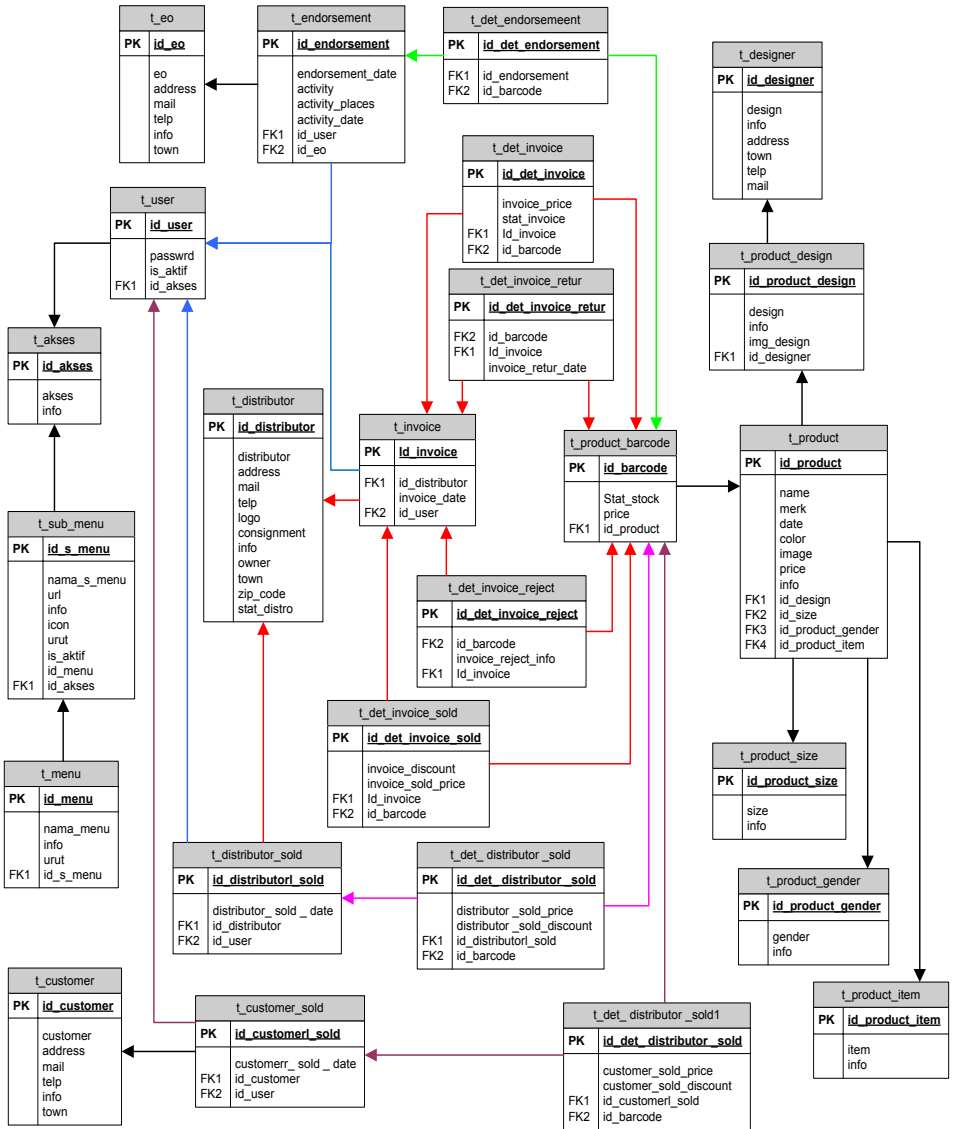 t_eo
PK id_eo
eo
address
mail
telp
info
town
t_endorsement
PK id_endorsement
endorsement_date
activity
activity_places
activity_date
FK1 id_user
FK2 id_eo
t_det_endorsemeent
PK id_det_endorsement
FK1 id_endorsement
FK2 id_barcode
t_designer
PK id_designer
design
info
address
town
telp
mail
t_det_invoice
PK id_det_invoice
invoice_price
stat_invoice
FK1 Id_invoice
FK2 id_barcode
t_user
PK id_user
passwrd
is_aktif
FK1 id_akses
t_product_design
PK id_product_design
design
info
img_design
FK1 id_designer
t_det_invoice_retur
PK id_det_invoice_retur
FK2 id_barcode
FK1 Id_invoice
invoice_retur_date
t_akses
PK id_akses
akses
info
t_distributor
PK id_distributor
distributor
address
mail
telp
logo
consignment
info
owner
town
zip_code
stat_distro
t_invoice
PK Id_invoice
FK1 id_distributor
invoice_date
FK2 id_user
t_product_barcode
PK id_barcode
Stat_stock
price
FK1 id_product
t_product
PK id_product
name
merk
date
color
image
price
info
FK1 id_design
FK2 id_size
FK3 id_product_gender
FK4 id_product_item
t_sub_menu
PK id_s_menu
nama_s_menu
url
info
icon
urut
is_aktif
id_menu
FK1 id_akses
t_det_invoice_reject
PK id_det_invoice_reject
FK2 id_barcode
invoice_reject_info
FK1 Id_invoice
t_det_invoice_sold
PK id_det_invoice_sold
invoice_discount
invoice_sold_price
FK1 Id_invoice
FK2 id_barcode
t_product_size
PK id_product_size
size
info
t_menu
PK id_menu
nama_menu
info
urut
FK1 id_s_menu
t_distributor_sold
PK id_distributorl_sold
distributor_ sold _ date
FK1 id_distributor
FK2 id_user
t_det_ distributor _sold
PK id_det_ distributor _sold
distributor _sold_price
distributor _sold_discount
FK1 id_distributorl_sold
FK2 id_barcode
t_product_gender
PK id_product_gender
gender
info
t_customer
PK id_customer
customer
address
mail
telp
info
town
t_customer_sold
PK id_customerl_sold
customerr_ sold _ date
FK1 id_customer
FK2 id_user
t_det_ distributor _sold1
PK id_det_ distributor _sold
customer_sold_price
customer_sold_discount
FK1 id_customerl_sold
FK2 id_barcode
t_product_item
PK id_product_item
item
info